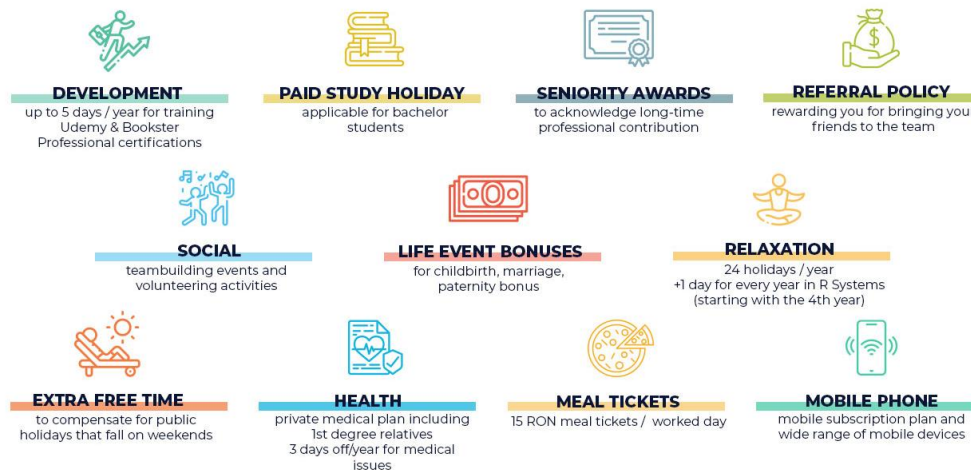 DEVELOPMENT
up to 5 days / year for training
Udemy & Bookster
Professional certifications
PAID STUDY HOLIDAY
applicable for bachelor
students
SENIORITY AWARDS
to acknowledge long-time
professional contribution
REFERRAL POLICY
rewarding you for bringing your
friends to the team
SOCIAL
teambuilding events and
volunteering activities
LIFE EVENT BONUSES
for childbirth, marriage,
paternity bonus
RELAXATION
24 holidays / year
+1 day for every year in R Systems
(starting with the 4th year)
EXTRA FREE TIME
to compensate for public
holidays that fall on weekends
HEALTH
private medical plan including
1st degree relatives
3 days off/year for medical
issues
MEAL TICKETS
15 RON meal tickets / worked day
MOBILE PHONE
mobile subscription plan and
wide range of mobile devices